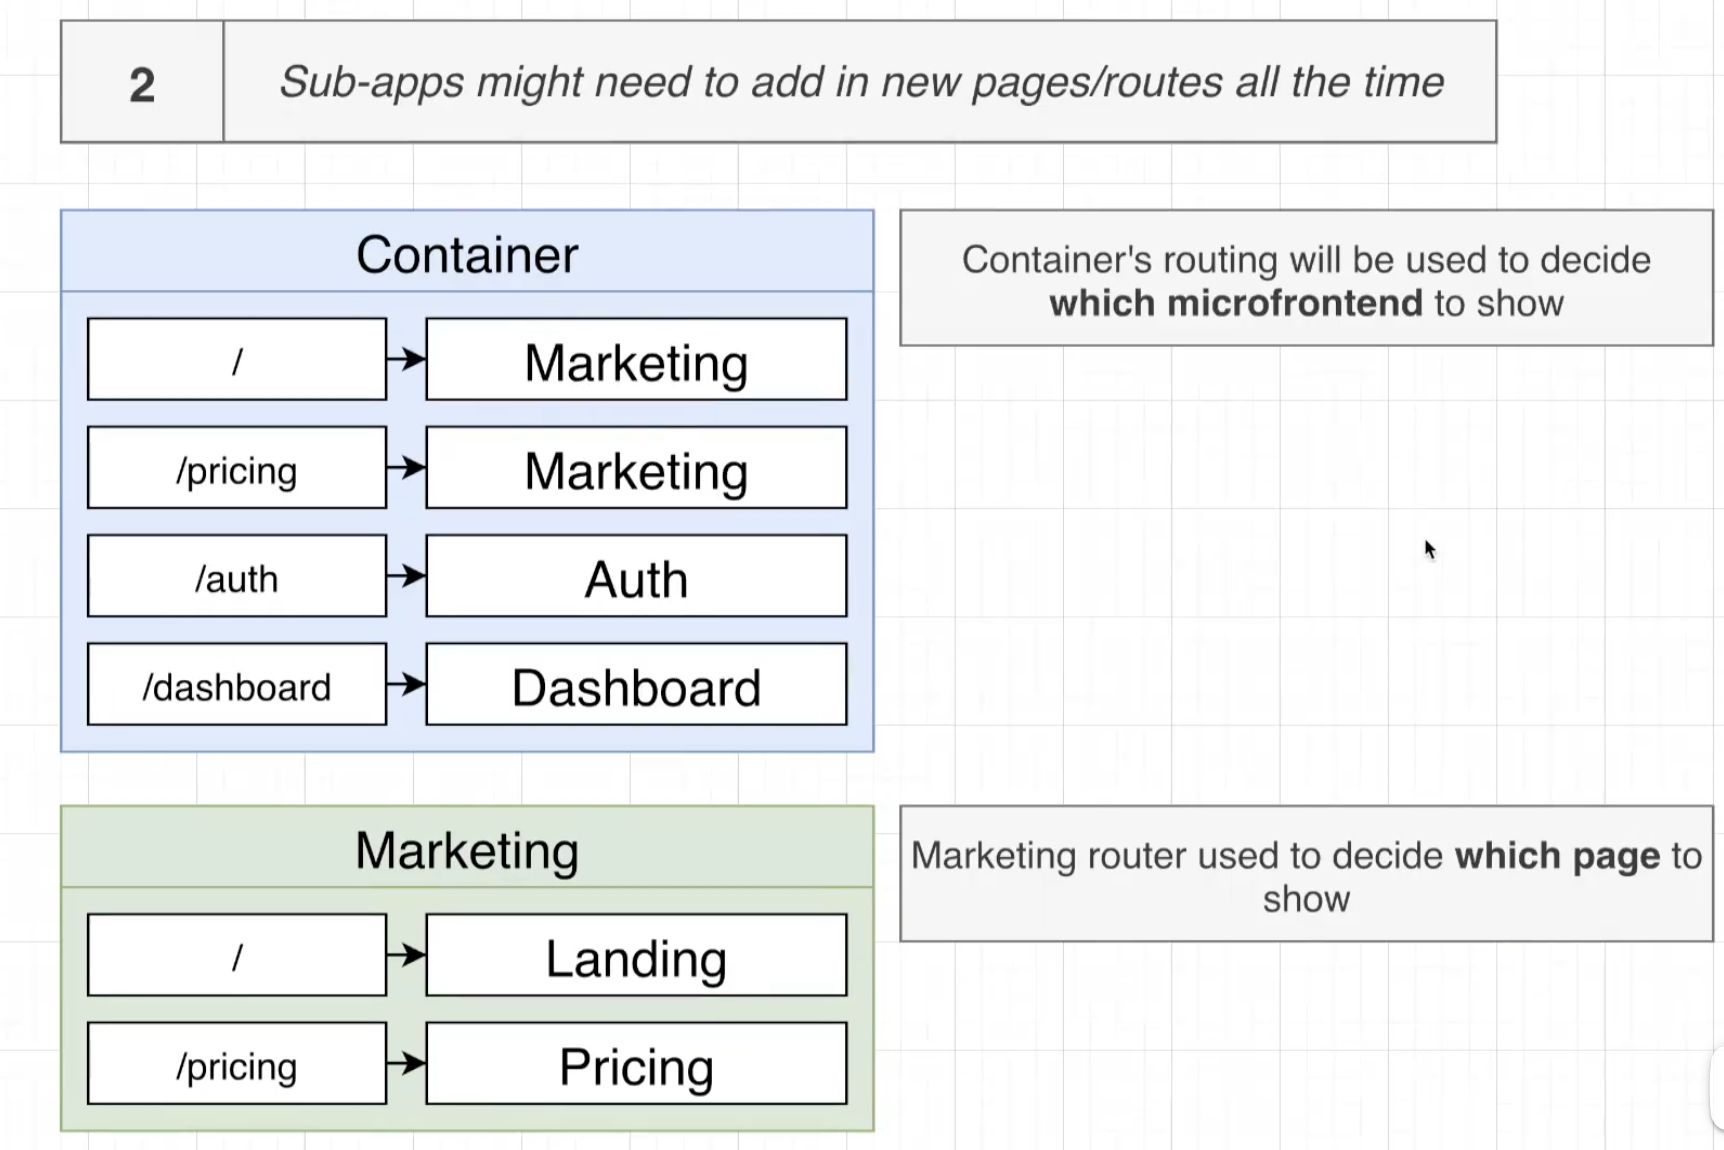 2
Sub-apps might need to add in new pages/routes all the time
Container
/
Marketing
/pricing
Marketing
/auth
Auth
/dashboard
Dashboard
Container's routing will be used to decide
which microfrontend to show
Marketing
/
Landing
/pricing
Pricing
Marketing router used to decide which page to
show